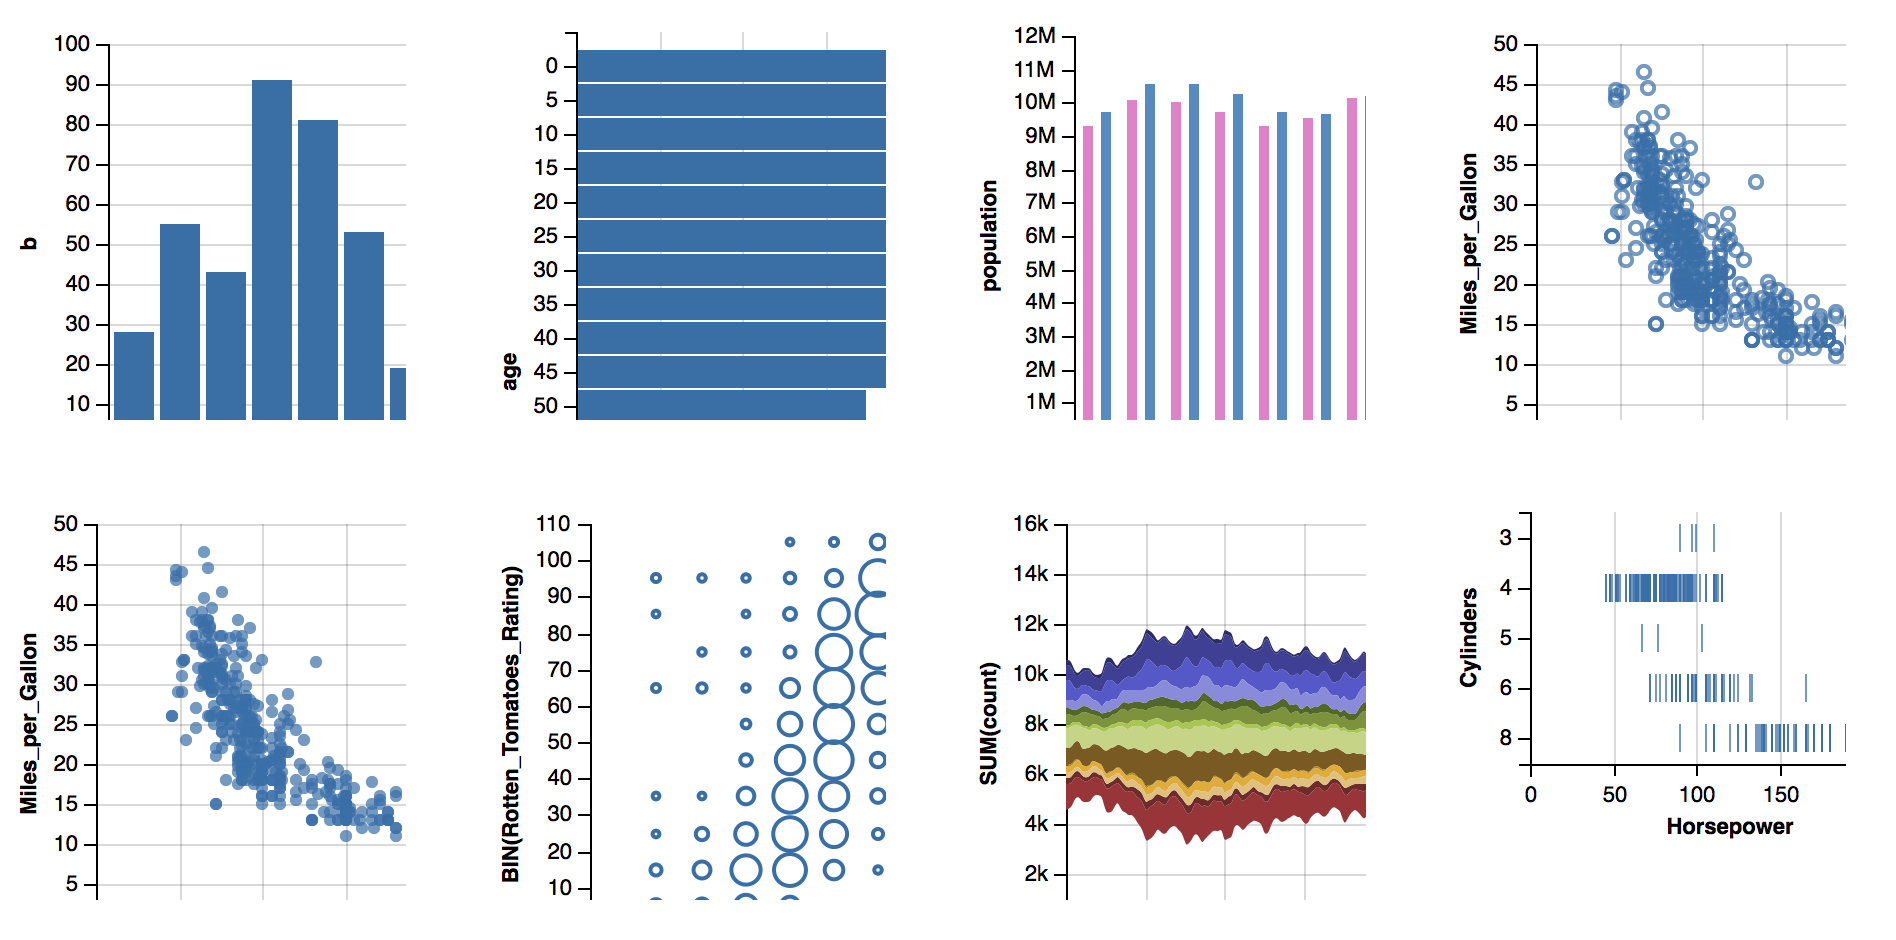 100
90
80
70
60
50
40
30
20
10
b
0
5
10
15
20
25
30
35
40
45
50
age
12M
11M
10M
9M
8M
7M
6M
5M
4M
3M
2M
1M
population
50
45
40
35
30
25
20
15
10
5
Miles_per_Gallon
50
45
40
35
30
25
20
15
10
5
Miles_per_Gallon
110
100
90
80
70
60
50
40
30
20
10
BIN(Rotten_Tomatoes_Rating)
16k
14k
12k
10k
8k
6k
4k
2k
SUM(count)
3
4
5
6
8
Cylinders
0 50 100 150
Horsepower